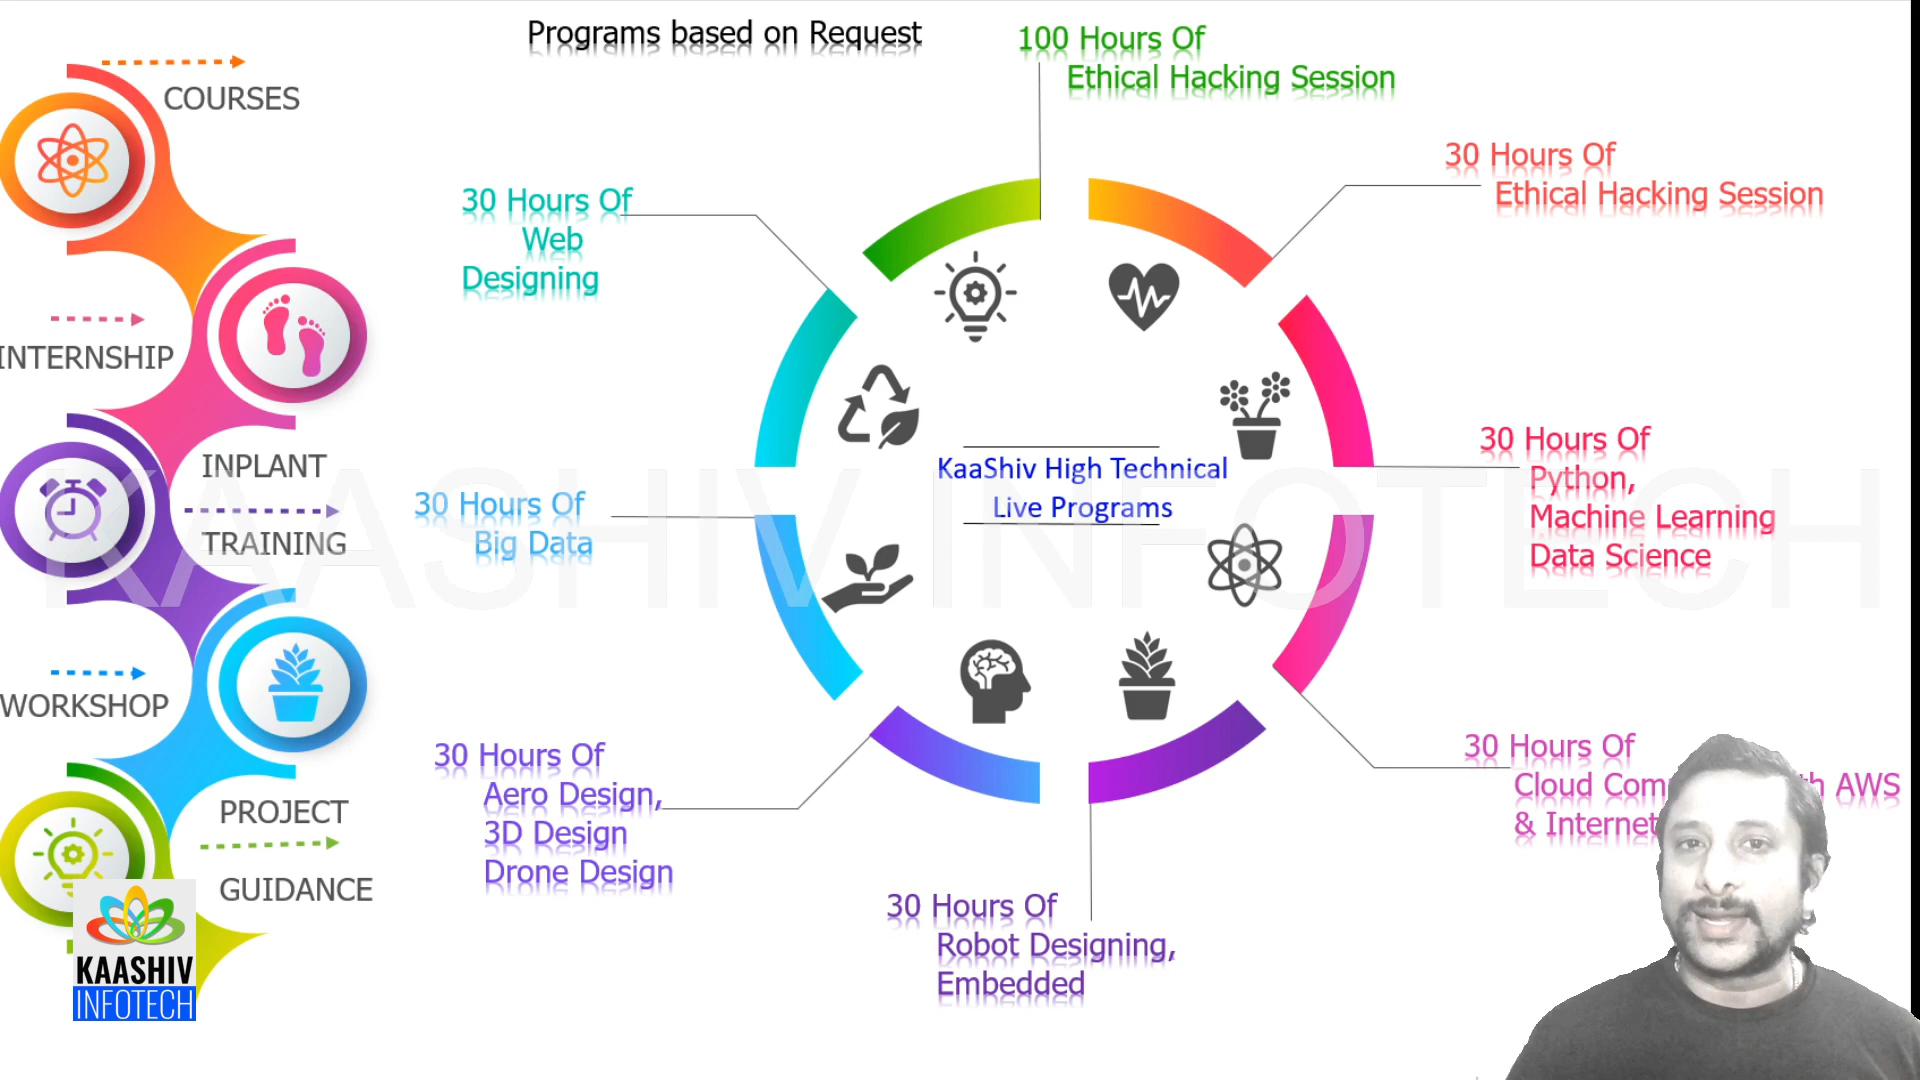 Programs based on Request
COURSES
INTERNSHIP
INPLANT
TRAINING
WORKSHOP
PROJECT
GUIDANCE
KAASHIV
INFOTECH
100 Hours Of
Ethical Hacking Session
30 Hours Of
Ethical Hacking Session
30 Hours Of
Web
Designing
30 Hours Of
Python,
Machine Learning
Data Science
KaaShiv High Technical
Live Programs
30 Hours Of
Big Data
KAASHIV INFOTECH
30 Hours Of
Cloud AWS
& Internet
30 Hours Of
Aero Design,
3D Design
Drone Design
30 Hours Of
Robot Designing,
Embedded